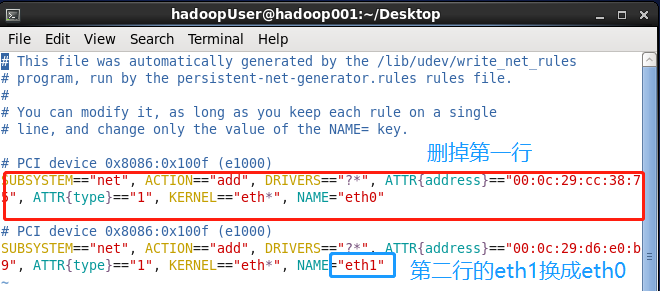 hadoopUser@hadoop001:~/Desktop
File Edit View Search Terminal Help
# This file was automatically generated by the /lib/udev/write_net_rules
# program, run by the persistent-net-generator.rules rules file.
#
# You can modify it, as long as you keep each rule on a single
# line, and change only the value of the NAME= key.
删掉第一行
# PCI device 0x8086:0x100f (e1000)
SUBSYSTEM=="net", ACTION=="add", DRIVERS=="?*", ATTR{address}=="00:0c:29:cc:38:7
5", ATTR{type}=="1", KERNEL=="eth*", NAME="eth0"
# PCI device 0x8086:0x100f (e1000)
SUBSYSTEM=="net", ACTION=="add", DRIVERS=="?*", ATTR{address}=="00:0c:29:d6:e0:b
9", ATTR{type}=="1", KERNEL=="eth*", NAME="eth1"
第二行的eth1换成eth0
~